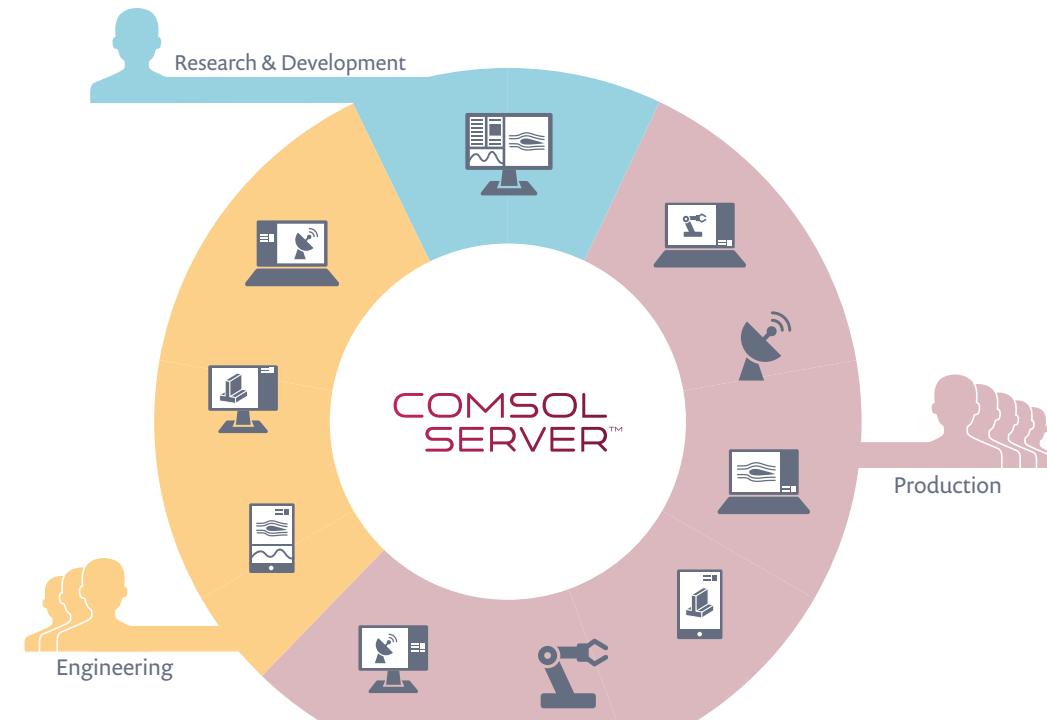 Research & Development
COMSOL
SERVER™
Production
Engineering